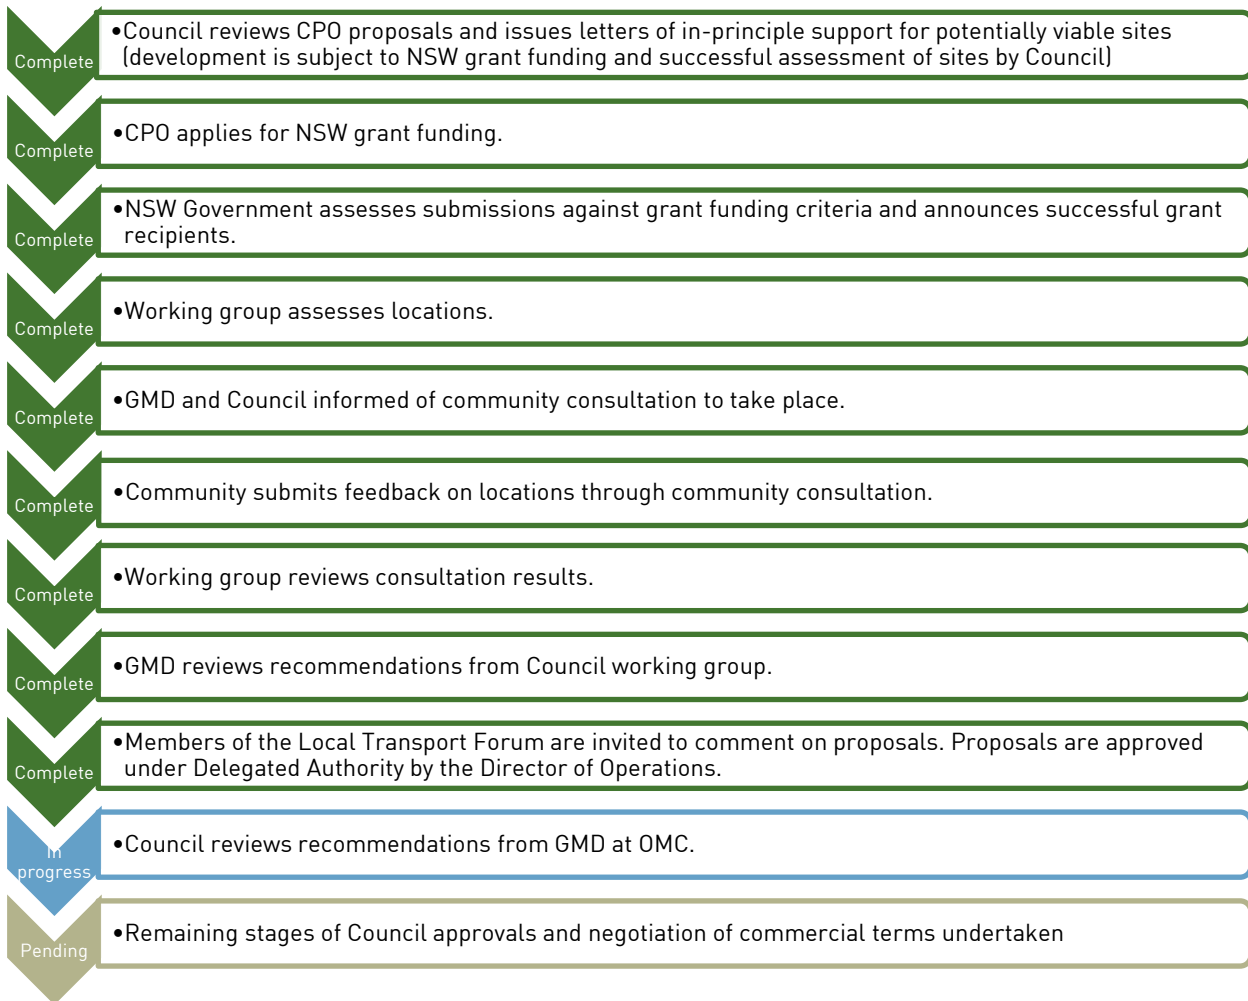 Complete
•Council reviews CPO proposals and issues letters of in-principle support for potentially viable sites
(development is subject to NSW grant funding and successful assessment of sites by Council)
Complete
•CPO applies for NSW grant funding.
Complete
•NSW Government assesses submissions against grant funding criteria and announces successful grant
recipients.
Complete
•Working group assesses locations.
Complete
•GMD and Council informed of community consultation to take place.
Complete
•Community submits feedback on locations through community consultation.
Complete
•Working group reviews consultation results.
Complete
•GMD reviews recommendations from Council working group.
Complete
•Members of the Local Transport Forum are invited to comment on proposals. Proposals are approved
under Delegated Authority by the Director of Operations.
In
progress
•Council reviews recommendations from GMD at OMC.
Pending
•Remaining stages of Council approvals and negotiation of commercial terms undertaken